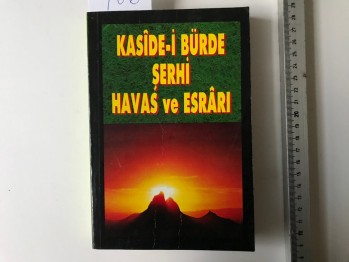 KASÎDE-İ BÜRDE
ŞERHİ
HAVAS ve ESRÂRI